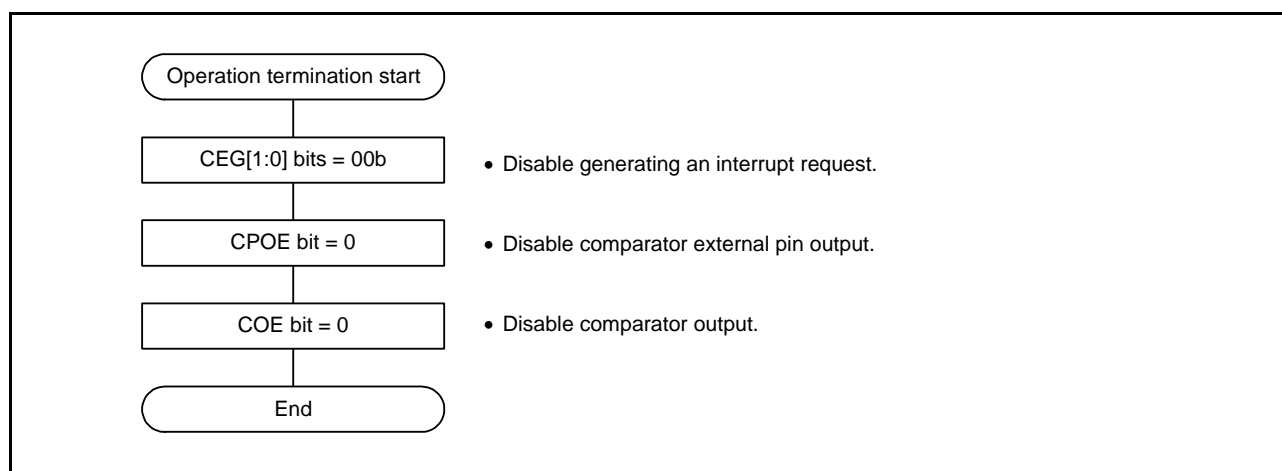 Operation termination start
CEG[1:0] bits = 00b
• Disable generating an interrupt request.
CPOE bit = 0
• Disable comparator external pin output.
COE bit = 0
• Disable comparator output.
End